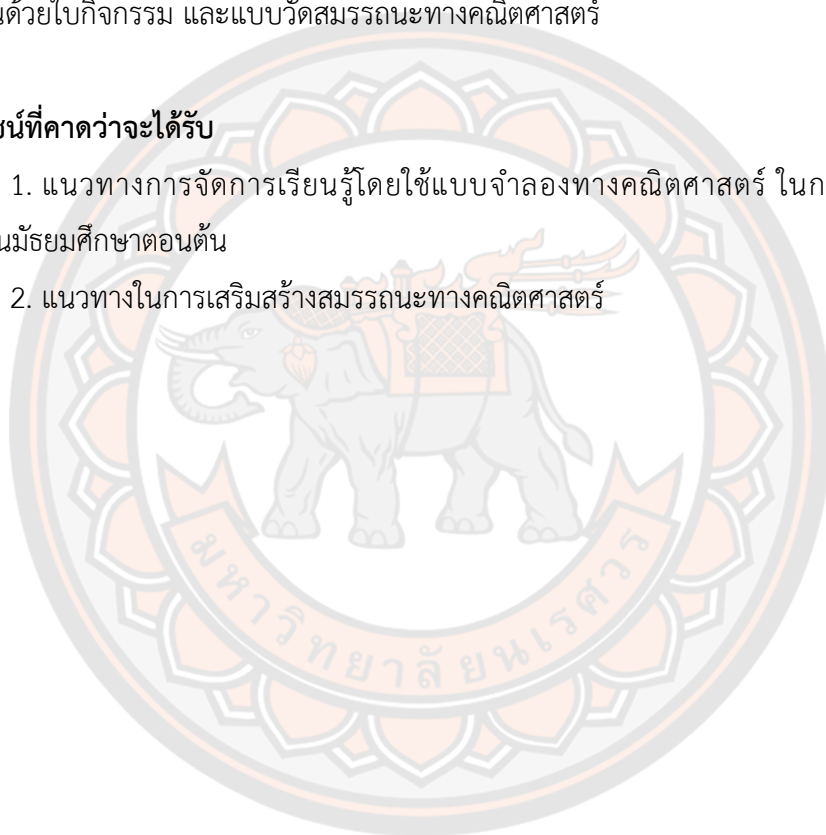 นด้วยใบกิจกรรม และแบบวัดสมรรถนะทางคณิตศาสตร์
ชน์ที่คาดว่าจะได้รับ
1. แนวทางการจัดการเรียนรู้โดยใช้แบบจำลองทางคณิตศาสตร์ ในก
นมัธยมศึกษาตอนต้น
2. แนวทางในการเสริมสร้างสมรรถนะทางคณิตศาสตร์
มหาวิทยาลัยนเรศวร